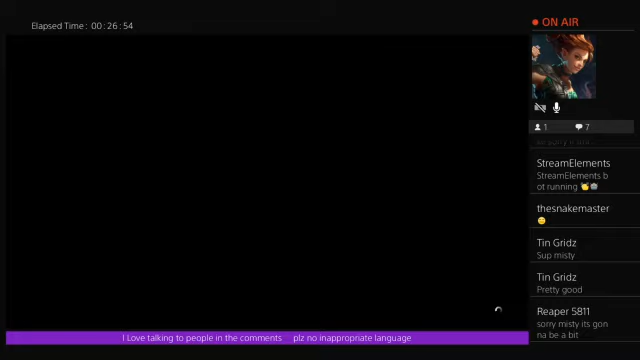 Elapsed Time : 00:26:54
ON AIR
1 7
StreamElements
StreamElements b
ot running
thesnakemaster
Tin Gridz
Sup misty
Tin Gridz
Pretty good
Reaper 5811
sorry misty its gon
na be a bit
I Love talking to people in the comments plz no inappropriate language